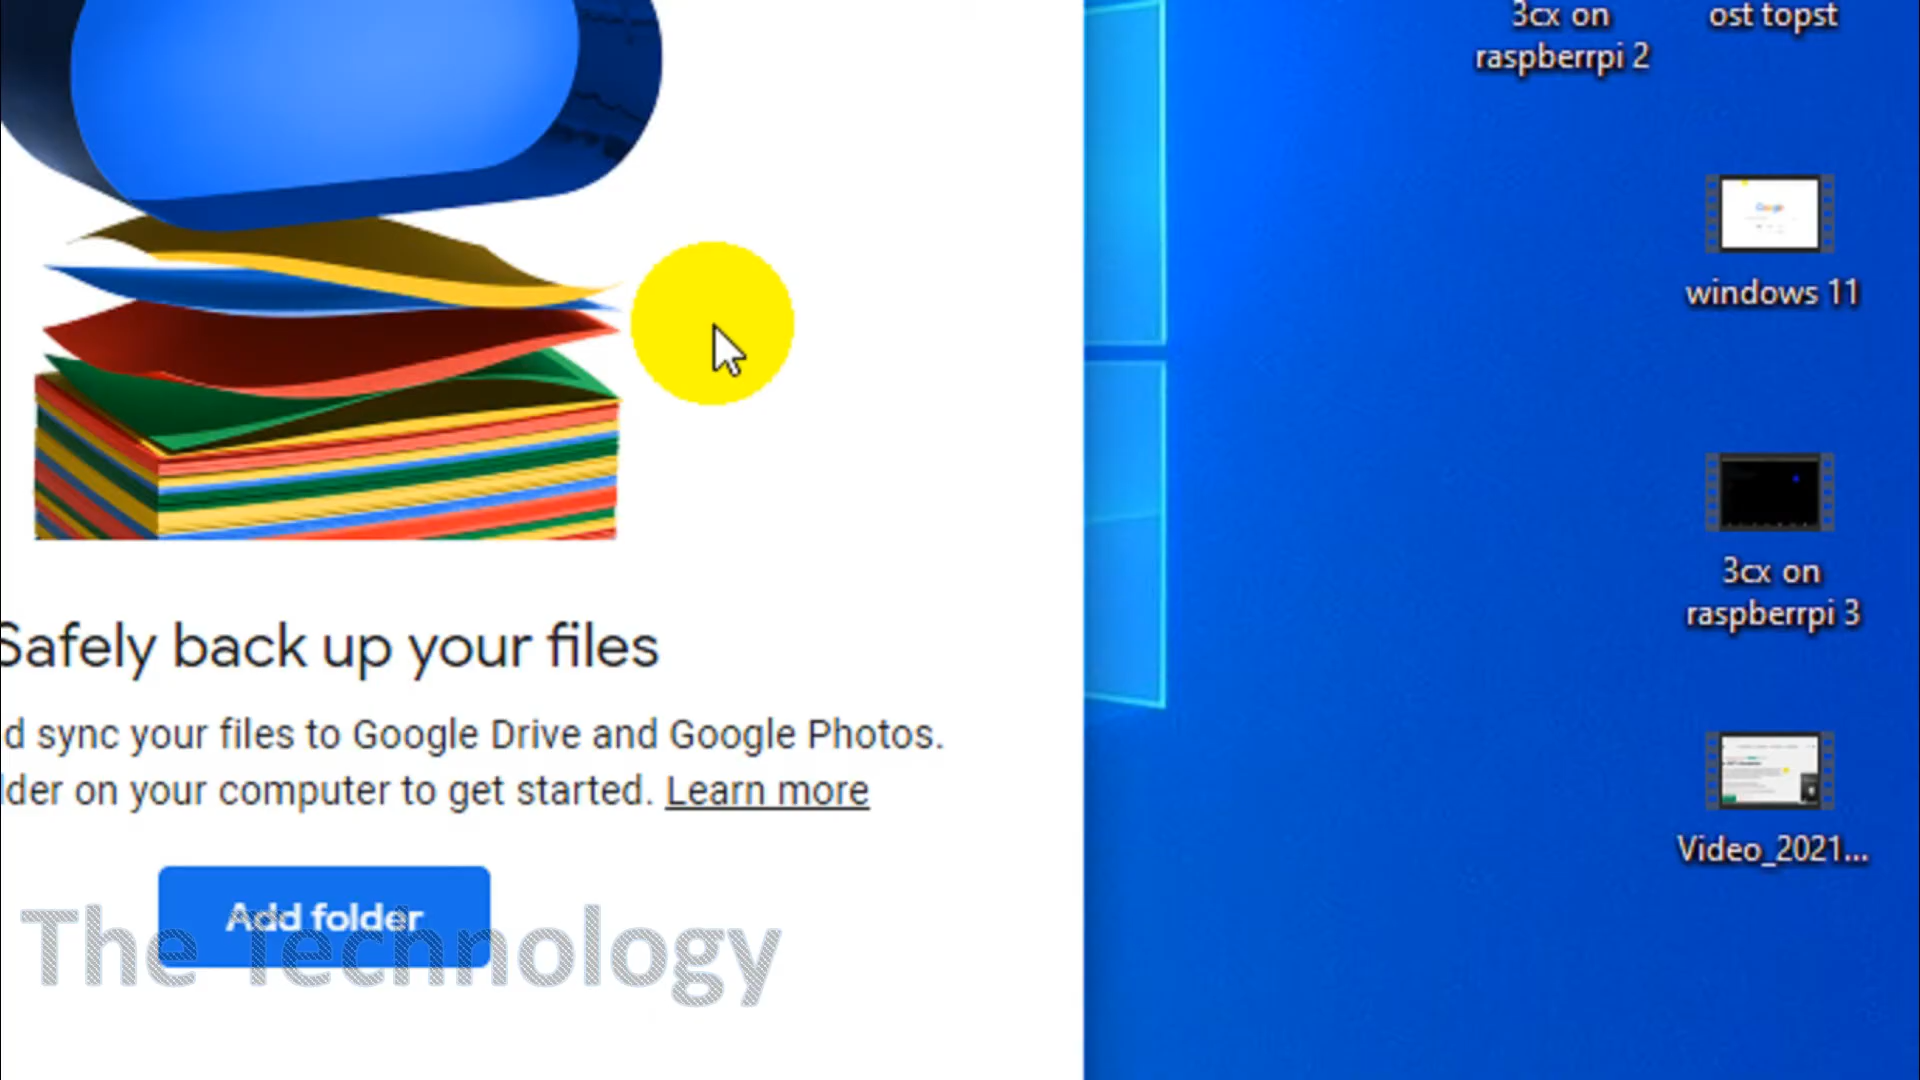 3cx on
raspberrpi 2
ost topst
windows 11
3cx on
raspberrpi 3
Video_2021...
Safely back up your files
d sync your files to Google Drive and Google Photos.
lder on your computer to get started. Learn more
Add folder
The Technology